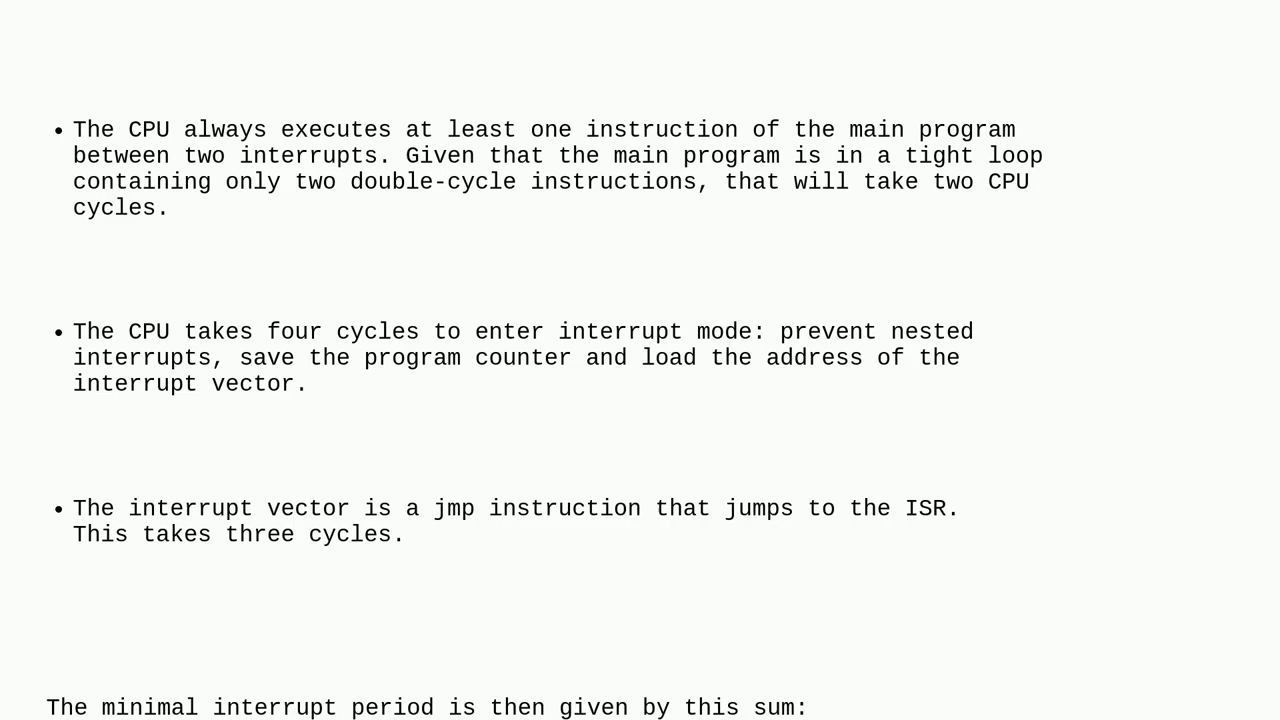 • The CPU always executes at least one instruction of the main program
between two interrupts. Given that the main program is in a tight loop
containing only two double-cycle instructions, that will take two CPU
cycles.
• The CPU takes four cycles to enter interrupt mode: prevent nested
interrupts, save the program counter and load the address of the
interrupt vector.
• The interrupt vector is a jmp instruction that jumps to the ISR.
This takes three cycles.
The minimal interrupt period is then given by this sum: